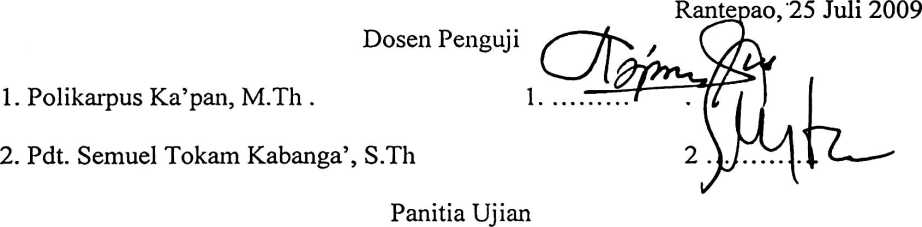 Rantepao, 25 Juli 2009
Dosen Penguji
1. Polikarpus Ka'pan, M.Th . 1. .......... .
2. Pdt. Semuel Tokam Kabanga', S.Th 2 ..............
Panitia Ujian